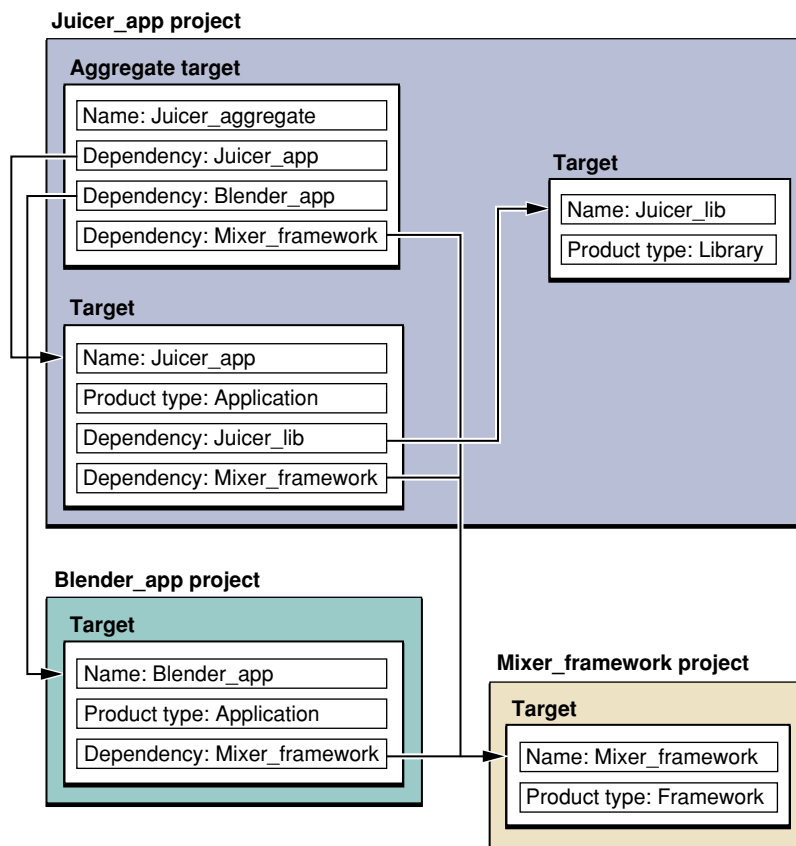 Juicer_app project
Aggregate target
Name: Juicer_aggregate
Dependency: Juicer_app
Dependency: Blender_app
Dependency: Mixer_framework
Target
Name: Juicer_lib
Product type: Library
Target
Name: Juicer_app
Product type: Application
Dependency: Juicer_lib
Dependency: Mixer_framework
Blender_app project
Target
Name: Blender_app
Product type: Application
Dependency: Mixer_framework
Mixer_framework project
Target
Name: Mixer_framework
Product type: Framework